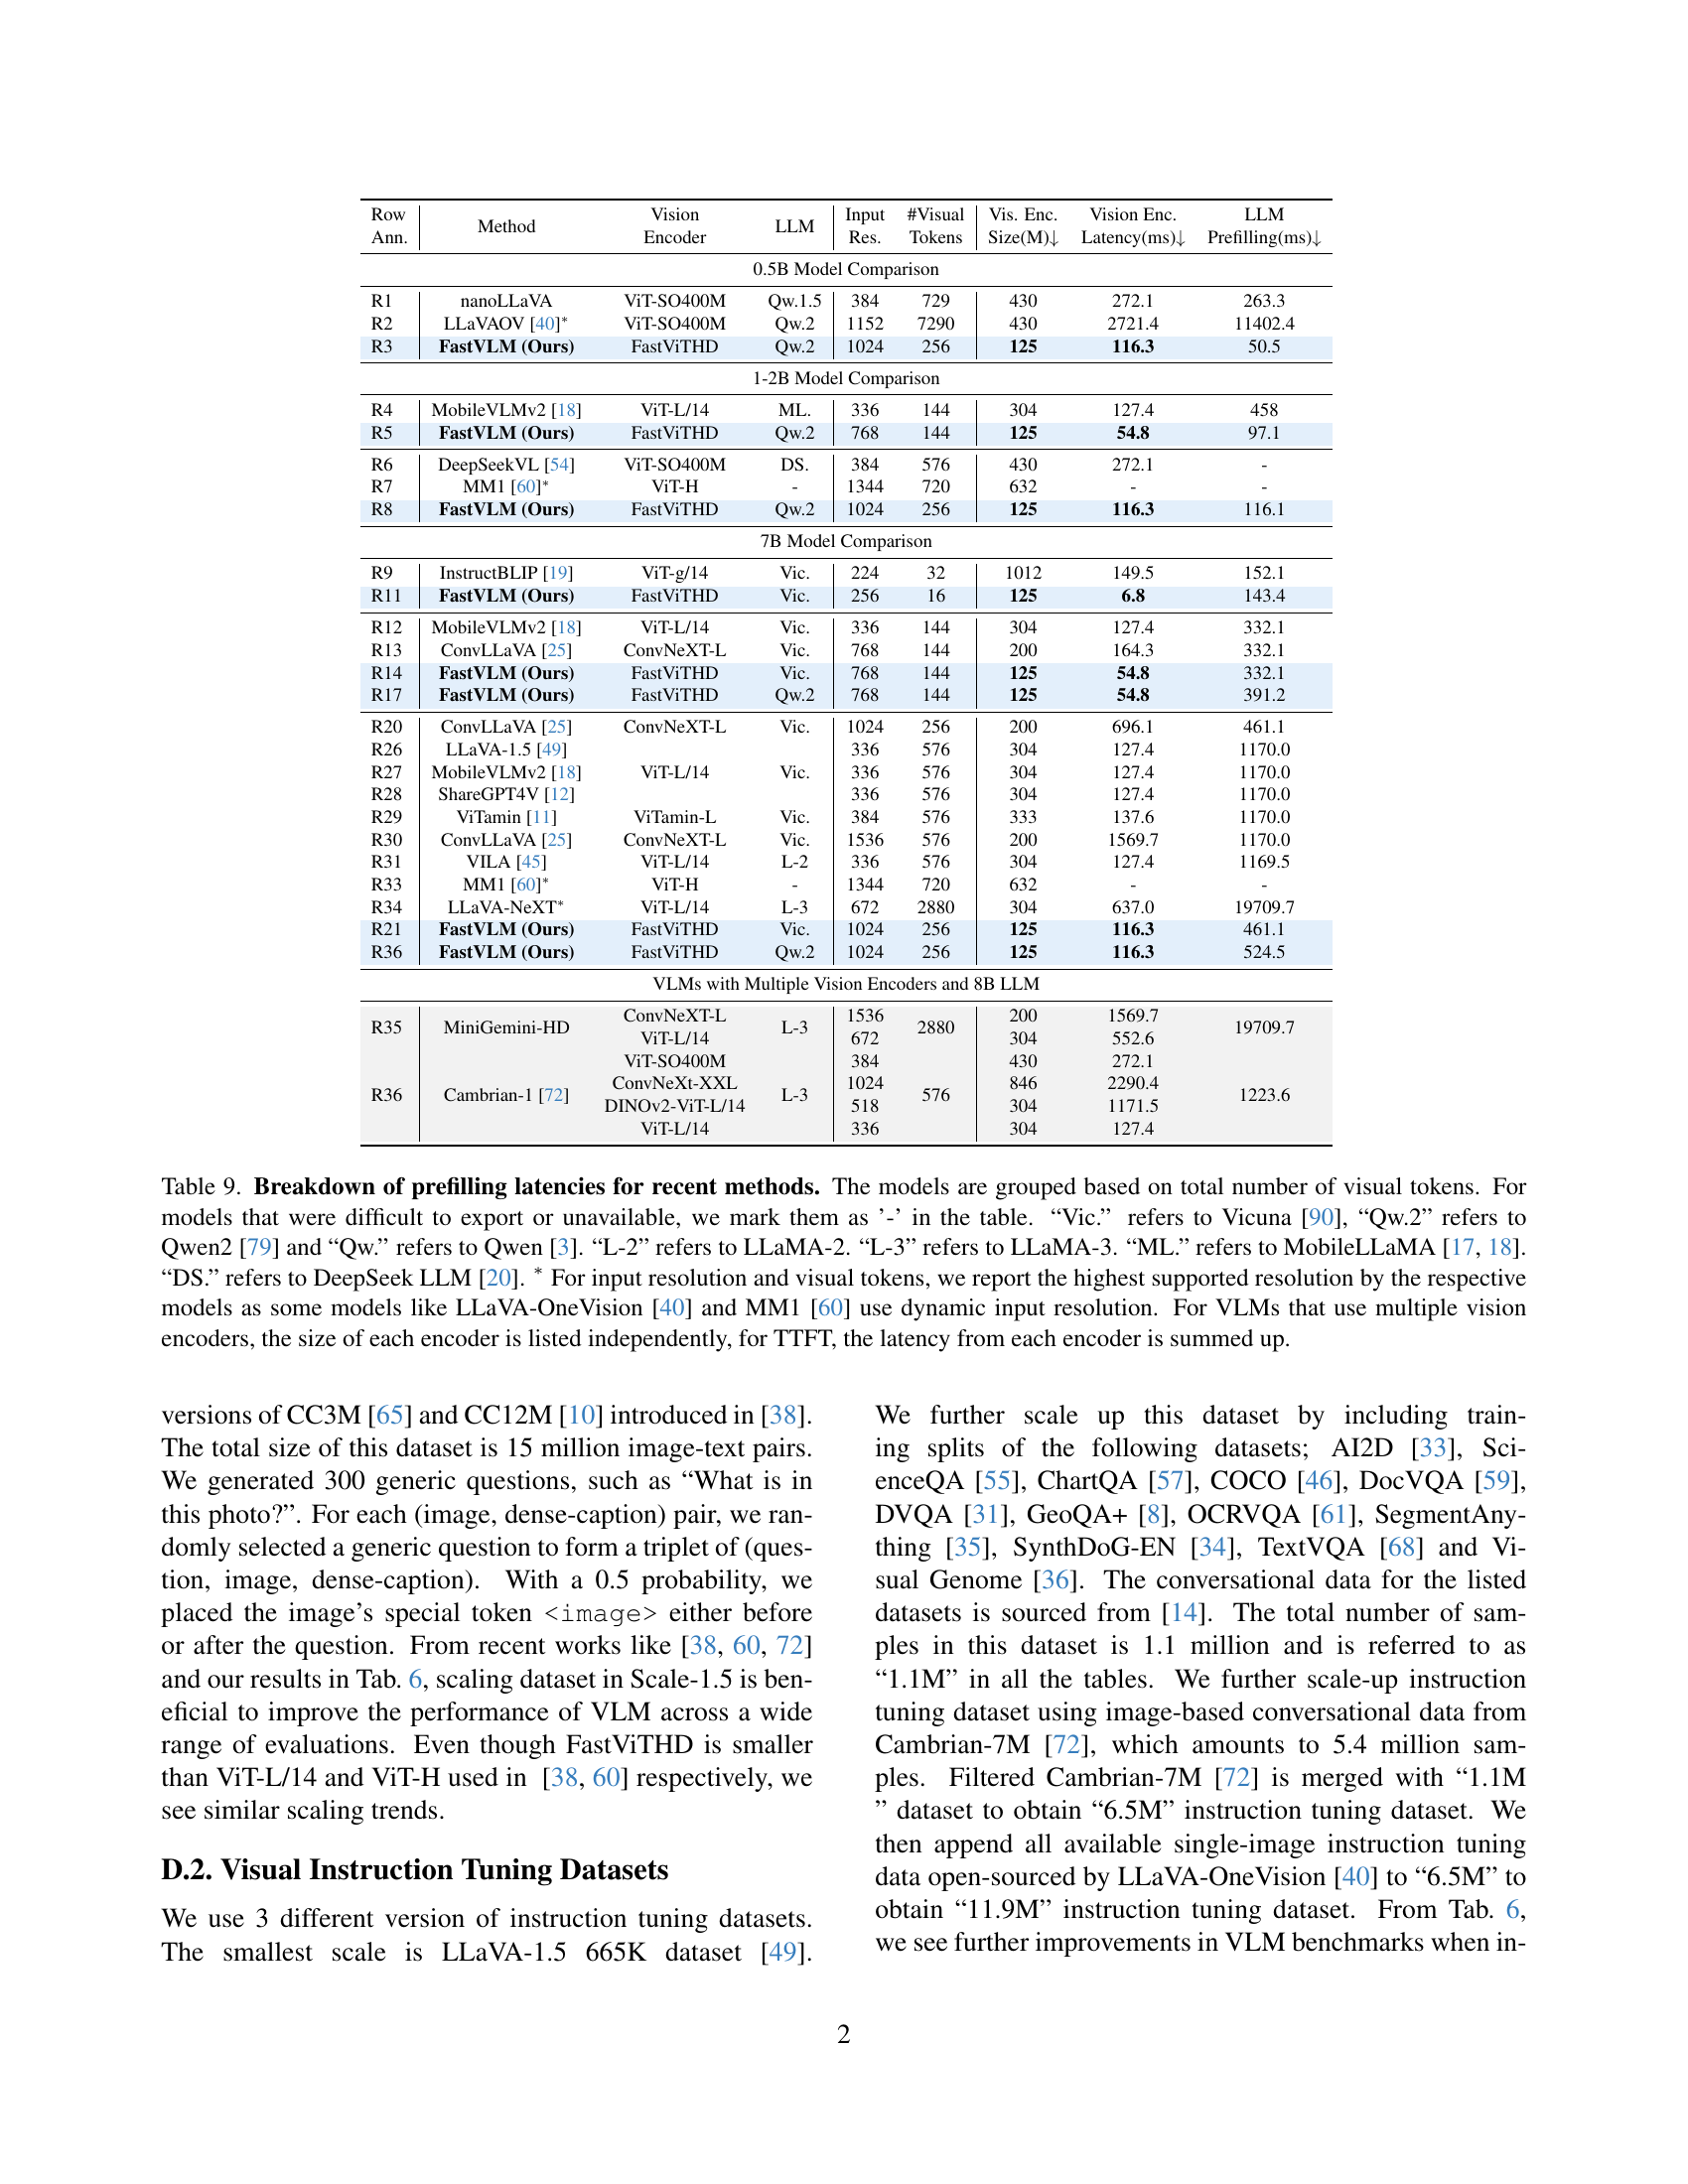 Row Ann. Method Vision Encoder LLM Input Res. #Visual Tokens Vis. Enc. Size(M)↓ Vision Enc. Latency(ms)↓ LLM Prefilling(ms)↓
0.5B Model Comparison
R1 nanoLLaVA ViT-SO400M Qw.1.5 384 729 430 272.1 263.3
R2 LLaVAOV [40]* ViT-SO400M Qw.2 1152 7290 430 2721.4 11402.4
R3 FastVLM (Ours) FastViTHD Qw.2 1024 256 125 116.3 50.5
1-2B Model Comparison
R4 MobileVLMv2 [18] ViT-L/14 ML. 336 144 304 127.4 458
R5 FastVLM (Ours) FastViTHD Qw.2 768 144 125 54.8 97.1
R6 DeepSeekVL [54] ViT-SO400M DS. 384 576 430 272.1 -
R7 MM1 [60]* ViT-H - 1344 720 632 - -
R8 FastVLM (Ours) FastViTHD Qw.2 1024 256 125 116.3 116.1
7B Model Comparison
R9 InstructBLIP [19] ViT-g/14 Vic. 224 32 1012 149.5 152.1
R11 FastVLM (Ours) FastViTHD Vic. 256 16 125 6.8 143.4
R12 MobileVLMv2 [18] ViT-L/14 Vic. 336 144 304 127.4 332.1
R13 ConvLLaVA [25] ConvNeXT-L Vic. 768 144 200 164.3 332.1
R14 FastVLM (Ours) FastViTHD Vic. 768 144 125 54.8 332.1
R17 FastVLM (Ours) FastViTHD Qw.2 768 144 125 54.8 391.2
R20 ConvLLaVA [25] ConvNeXT-L Vic. 1024 256 200 696.1 461.1
R26 LLaVA-1.5 [49] 336 576 304 127.4 1170.0
R27 MobileVLMv2 [18] ViT-L/14 Vic. 336 576 304 127.4 1170.0
R28 ShareGPT4V [12] 336 576 304 127.4 1170.0
R29 ViTamin [11] ViTamin-L Vic. 384 576 333 137.6 1170.0
R30 ConvLLaVA [25] ConvNeXT-L Vic. 1536 576 200 1569.7 1170.0
R31 VILA [45] ViT-L/14 L-2 336 576 304 127.4 1169.5
R33 MM1 [60]* ViT-H - 1344 720 632 - -
R34 LLaVA-NeXT* ViT-L/14 L-3 672 2880 304 637.0 19709.7
R21 FastVLM (Ours) FastViTHD Vic. 1024 256 125 116.3 461.1
R36 FastVLM (Ours) FastViTHD Qw.2 1024 256 125 116.3 524.5
VLMs with Multiple Vision Encoders and 8B LLM
R35 MiniGemini-HD ConvNeXT-L L-3 1536 2880 200 1569.7 19709.7
ViT-L/14 672 304 552.6
ViT-SO400M 384 430 272.1
R36 Cambrian-1 [72] ConvNeXt-XXL L-3 1024 576 846 2290.4 1223.6
DINOv2-ViT-L/14 518 304 1171.5
ViT-L/14 336 304 127.4
Table 9. Breakdown of prefilling latencies for recent methods. The models are grouped based on total number of visual tokens. For
models that were difficult to export or unavailable, we mark them as ’-’ in the table. “Vic.” refers to Vicuna [90], “Qw.2” refers to
Qwen2 [79] and “Qw.” refers to Qwen [3]. “L-2” refers to LLaMA-2. “L-3” refers to LLaMA-3. “ML.” refers to MobileLLaMA [17, 18].
“DS.” refers to DeepSeek LLM [20]. * For input resolution and visual tokens, we report the highest supported resolution by the respective
models as some models like LLaVA-OneVision [40] and MM1 [60] use dynamic input resolution. For VLMs that use multiple vision
encoders, the size of each encoder is listed independently, for TTFT, the latency from each encoder is summed up.
versions of CC3M [65] and CC12M [10] introduced in [38].
The total size of this dataset is 15 million image-text pairs.
We generated 300 generic questions, such as “What is in
this photo?”. For each (image, dense-caption) pair, we ran-
domly selected a generic question to form a triplet of (ques-
tion, image, dense-caption). With a 0.5 probability, we
placed the image’s special token <image> either before
or after the question. From recent works like [38, 60, 72]
and our results in Tab. 6, scaling dataset in Scale-1.5 is ben-
eficial to improve the performance of VLM across a wide
range of evaluations. Even though FastViTHD is smaller
than ViT-L/14 and ViT-H used in [38, 60] respectively, we
see similar scaling trends.
D.2. Visual Instruction Tuning Datasets
We use 3 different version of instruction tuning datasets.
The smallest scale is LLaVA-1.5 665K dataset [49].
We further scale up this dataset by including train-
ing splits of the following datasets; AI2D [33], Sci-
enceQA [55], ChartQA [57], COCO [46], DocVQA [59],
DVQA [31], GeoQA+ [8], OCRVQA [61], SegmentAny-
thing [35], SynthDoG-EN [34], TextVQA [68] and Vi-
sual Genome [36]. The conversational data for the listed
datasets is sourced from [14]. The total number of sam-
ples in this dataset is 1.1 million and is referred to as
“1.1M” in all the tables. We further scale-up instruction
tuning dataset using image-based conversational data from
Cambrian-7M [72], which amounts to 5.4 million sam-
ples. Filtered Cambrian-7M [72] is merged with “1.1M
” dataset to obtain “6.5M” instruction tuning dataset. We
then append all available single-image instruction tuning
data open-sourced by LLaVA-OneVision [40] to “6.5M” to
obtain “11.9M” instruction tuning dataset. From Tab. 6,
we see further improvements in VLM benchmarks when in-
2